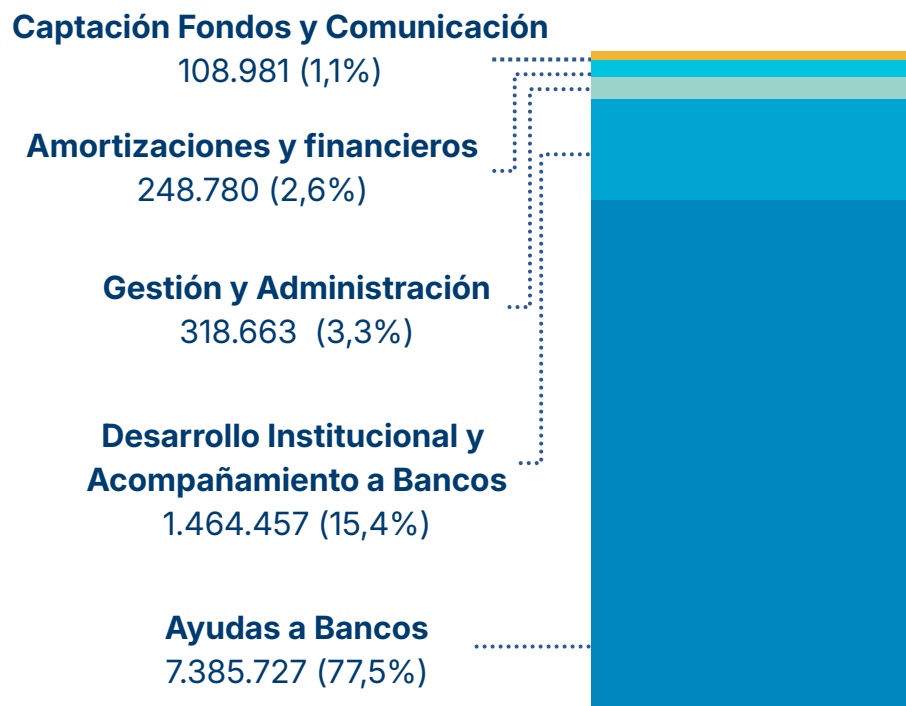 Captación Fondos y Comunicación
108.981 (1,1%)
Amortizaciones y financieros
248.780 (2,6%)
Gestión y Administración
318.663  (3,3%)
Desarrollo Institucional y
Acompañamiento a Bancos
1.464.457 (15,4%)
Ayudas a Bancos
7.385.727 (77,5%)